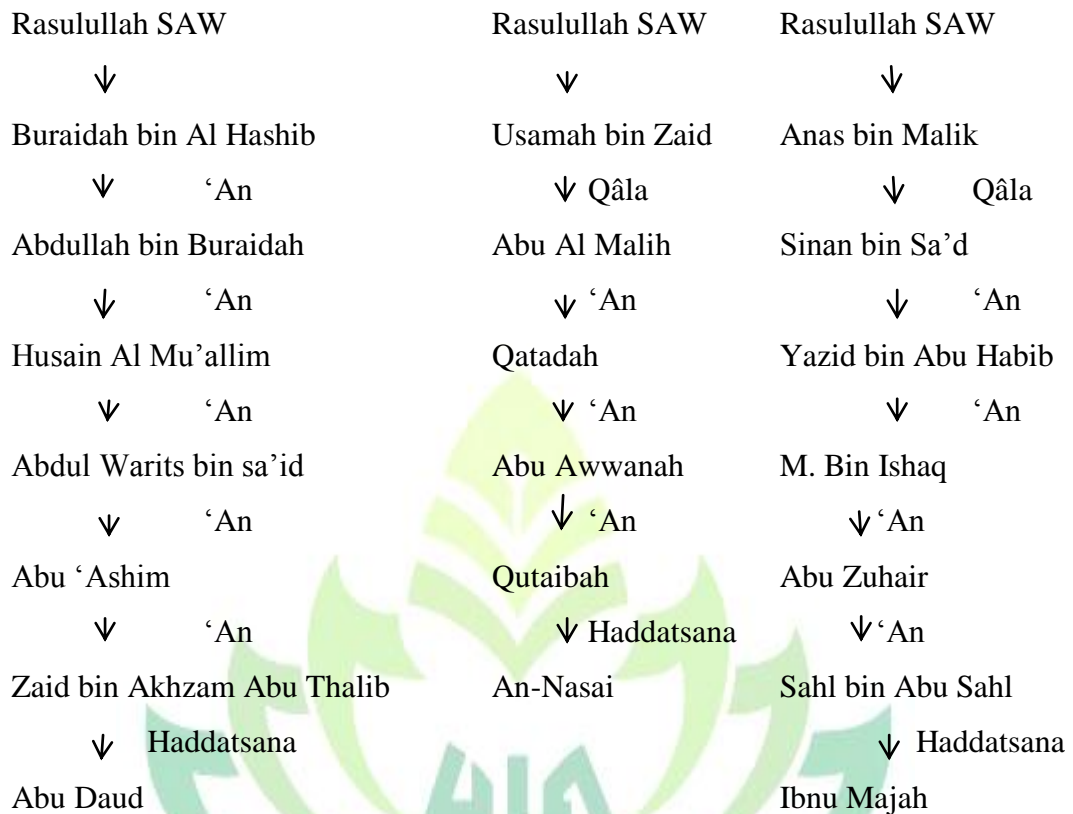 Rasulullah SAW Rasulullah SAW Rasulullah SAW
Buraidah bin Al Hashib Usamah bin Zaid Anas bin Malik
‘An Qâla Qâla
Abdullah bin Buraidah Abu Al Malih Sinan bin Sa’d
‘An ‘An ‘An
Husain Al Mu’allim Qatadah Yazid bin Abu Habib
‘An ‘An ‘An
Abdul Warits bin sa’id Abu Awwanah M. Bin Ishaq
‘An ‘An ‘An
Abu ‘Ashim Qutaibah Abu Zuhair
‘An Haddatsana ‘An
Zaid bin Akhzam Abu Thalib An-Nasai Sahl bin Abu Sahl
Haddatsana Haddatsana
Abu Daud Ibnu Majah